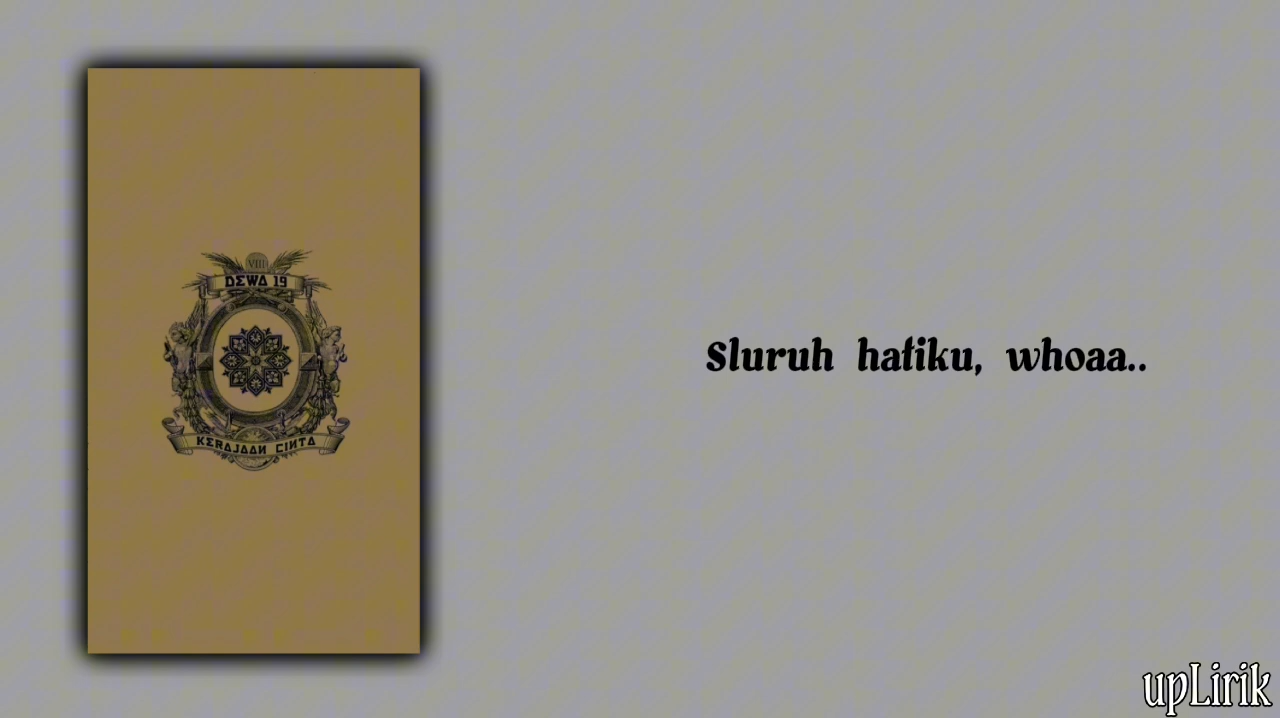 VIII
DEWA 19
KERAJAAN CINTA
Sluruh hatiku, whoaa..
upLirik